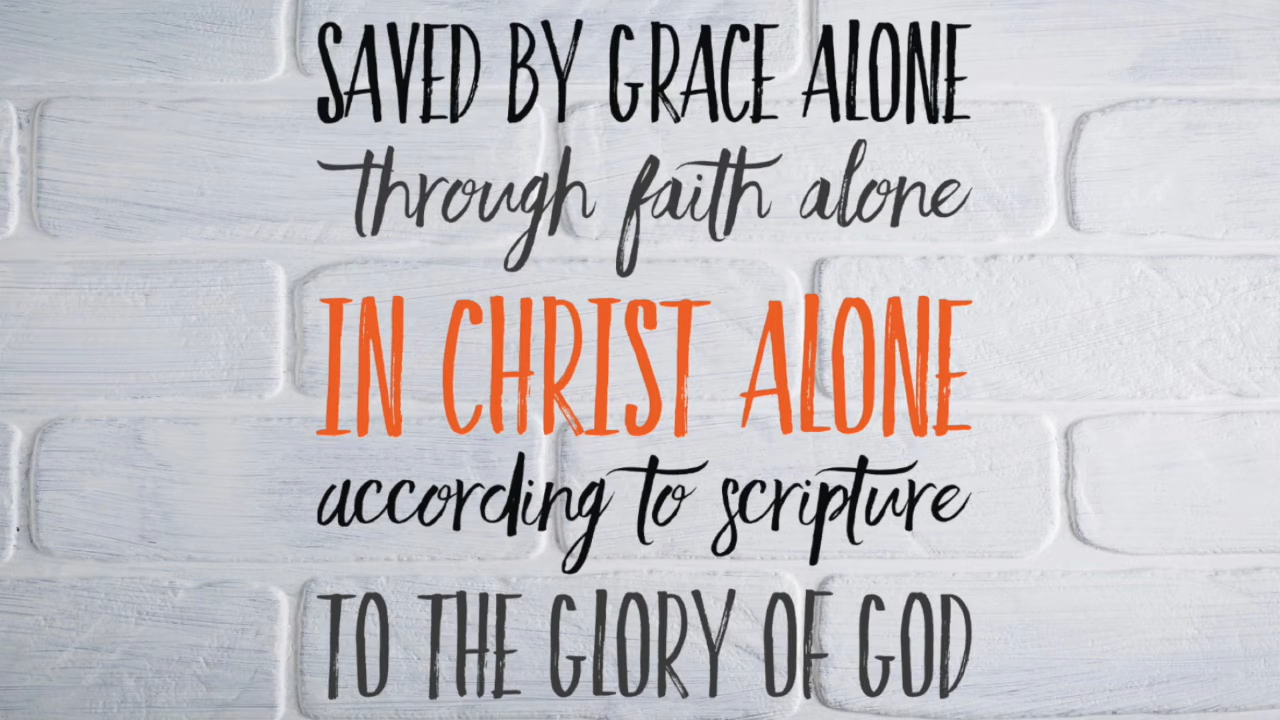 SAVED BY GRACE ALONE
through faith alone
IN CHRIST ALONE
according to scripture
TO THE GLORY OF GOD